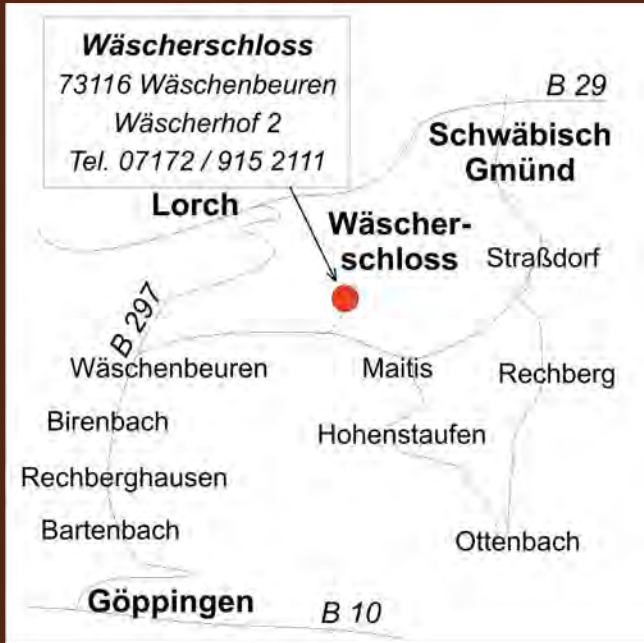 Wäscherschloss
73116 Wäschenbeuren
Wäscherhof 2
Tel. 07172 / 915 2111
B 29
Schwäbisch
Gmünd
Lorch
Wäscher-
schloss
Straßdorf
B 297
Wäschenbeuren
Maitis
Rechberg
Birenbach
Hohenstaufen
Rechberghausen
Bartenbach
Ottenbach
Göppingen
B 10